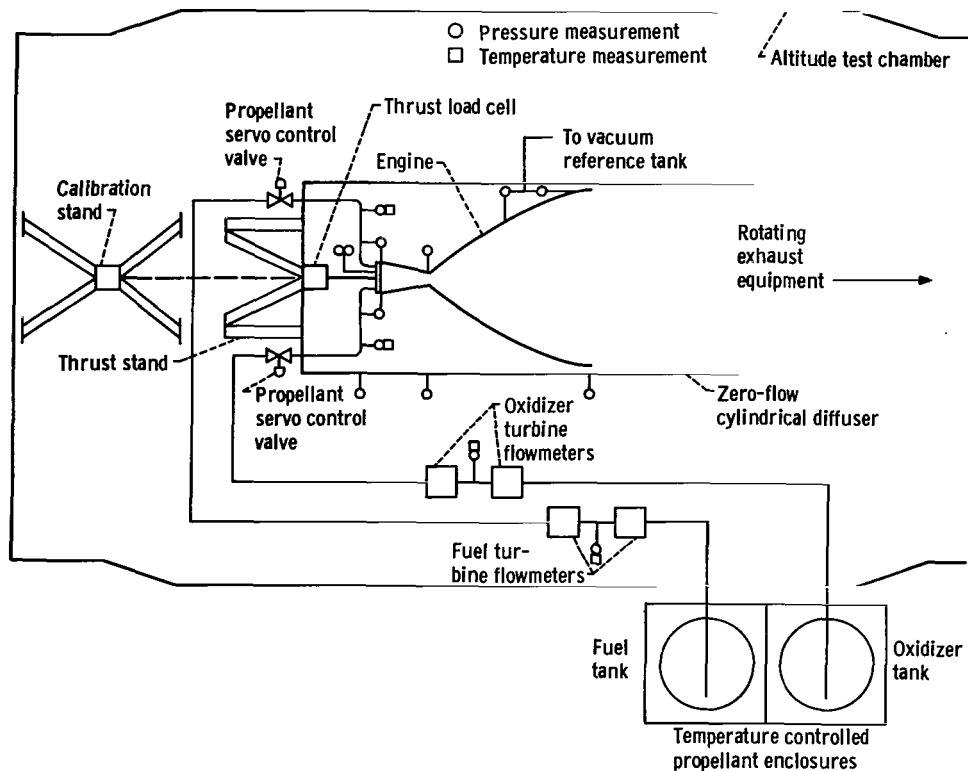 Pressure measurement
Temperature measurement
Altitude test chamber
Propellant
servo control
valve
Thrust load cell
Engine
To vacuum
reference tank
Calibration
stand
Rotating
exhaust
equipment
Thrust stand
Propellant
servo control
valve
Oxidizer
turbine
flowmeters
Zero-flow
cylindrical diffuser
Fuel tur-
bine flowmeters
Fuel
tank
Oxidizer
tank
Temperature controlled
propellant enclosures